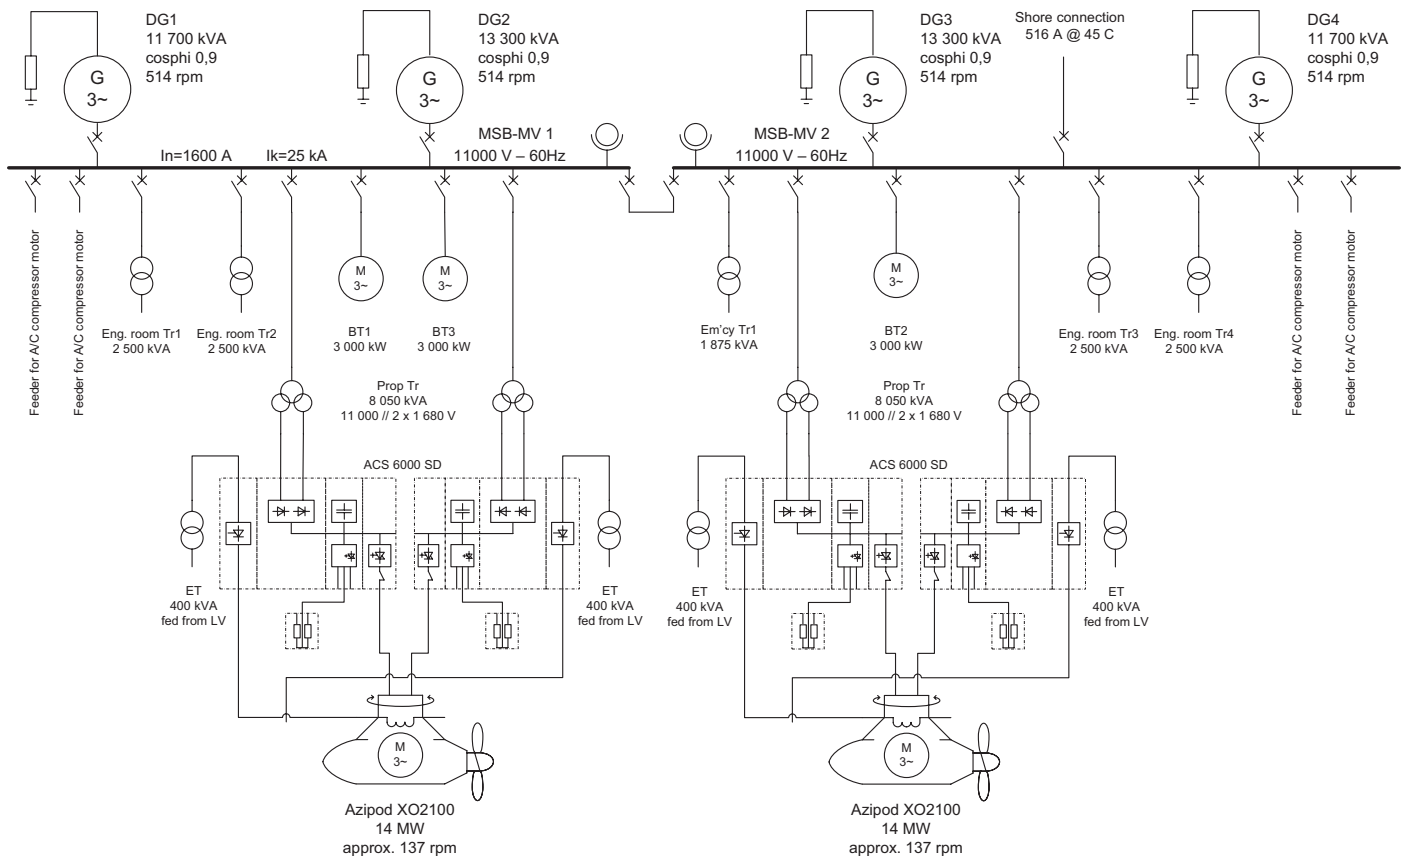 DG1
11 700 kVA
cosphi 0,9
514 rpm
G
3~
DG2
13 300 kVA
cosphi 0,9
514 rpm
G
3~
DG3
13 300 kVA
cosphi 0,9
514 rpm
G
3~
Shore connection
516 A @ 45 C
DG4
11 700 kVA
cosphi 0,9
514 rpm
G
3~
In=1600 A
Ik=25 kA
MSB-MV 1
11000 V – 60Hz
MSB-MV 2
11000 V – 60Hz
Feeder for A/C compressor motor
Feeder for A/C compressor motor
Eng. room Tr1
2 500 kVA
Eng. room Tr2
2 500 kVA
M
3~
BT1
3 000 kW
M
3~
BT3
3 000 kW
Em'cy Tr1
1 875 kVA
M
3~
BT2
3 000 kW
Eng. room Tr3
2 500 kVA
Eng. room Tr4
2 500 kVA
Feeder for A/C compressor motor
Feeder for A/C compressor motor
Prop Tr
8 050 kVA
11 000 // 2 x 1 680 V
Prop Tr
8 050 kVA
11 000 // 2 x 1 680 V
ACS 6000 SD
ACS 6000 SD
ET
400 kVA
fed from LV
ET
400 kVA
fed from LV
ET
400 kVA
fed from LV
ET
400 kVA
fed from LV
M
3~
M
3~
Azipod XO2100
14 MW
approx. 137 rpm
Azipod XO2100
14 MW
approx. 137 rpm